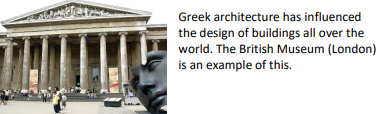 Greek architecture has influenced
the design of buildings all over the
world. The British Museum (London)
is an example of this.